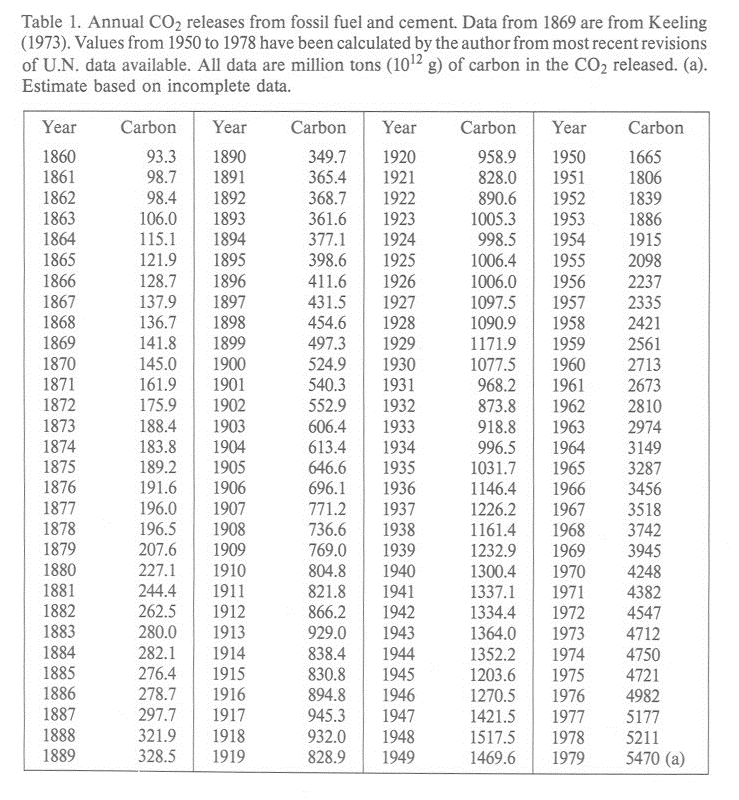 Table 1. Annual CO₂ releases from fossil fuel and cement. Data from 1869 are from Keeling
(1973). Values from 1950 to 1978 have been calculated by the author from most recent revisions
of U.N. data available. All data are million tons (10¹² g) of carbon in the CO₂ released. (a).
Estimate based on incomplete data.
Year Carbon Year Carbon Year Carbon Year Carbon
1860 93.3 1890 349.7 1920 958.9 1950 1665
1861 98.7 1891 365.4 1921 828.0 1951 1806
1862 98.4 1892 368.7 1922 890.6 1952 1839
1863 106.0 1893 361.6 1923 1005.3 1953 1886
1864 115.1 1894 377.1 1924 998.5 1954 1915
1865 121.9 1895 398.6 1925 1006.4 1955 2098
1866 128.7 1896 411.6 1926 1006.0 1956 2237
1867 137.9 1897 431.5 1927 1097.5 1957 2335
1868 136.7 1898 454.6 1928 1090.9 1958 2421
1869 141.8 1899 497.3 1929 1171.9 1959 2561
1870 145.0 1900 524.9 1930 1077.5 1960 2713
1871 161.9 1901 540.3 1931 968.2 1961 2673
1872 175.9 1902 552.9 1932 873.8 1962 2810
1873 188.4 1903 606.4 1933 918.8 1963 2974
1874 183.8 1904 613.4 1934 996.5 1964 3149
1875 189.2 1905 646.6 1935 1031.7 1965 3287
1876 191.6 1906 696.1 1936 1146.4 1966 3456
1877 196.0 1907 771.2 1937 1226.2 1967 3518
1878 196.5 1908 736.6 1938 1161.4 1968 3742
1879 207.6 1909 769.0 1939 1232.9 1969 3945
1880 227.1 1910 804.8 1940 1300.4 1970 4248
1881 244.4 1911 821.8 1941 1337.1 1971 4382
1882 262.5 1912 866.2 1942 1334.4 1972 4547
1883 280.0 1913 929.0 1943 1364.0 1973 4712
1884 282.1 1914 838.4 1944 1352.2 1974 4750
1885 276.4 1915 830.8 1945 1203.6 1975 4721
1886 278.7 1916 894.8 1946 1270.5 1976 4982
1887 297.7 1917 945.3 1947 1421.5 1977 5177
1888 321.9 1918 932.0 1948 1517.5 1978 5211
1889 328.5 1919 828.9 1949 1469.6 1979 5470 (a)